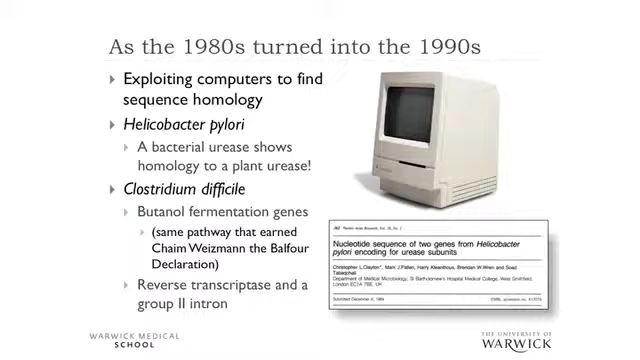 As the 1980s turned into the 1990s
Exploiting computers to find
sequence homology
Helicobacter pylori
A bacterial urease shows
homology to a plant urease!
Clostridium difficile
Butanol fermentation genes
(same pathway that earned
Chaim Weizmann the Balfour
Declaration)
Reverse transcriptase and a
group II intron
Nucleotide sequence of two genes from Helicobacter
pylori encoding for urease subunits
Christopher L.Clayton*, Mark J.Pallen, Harry Kleanthous, Brendan W.Wren and Soad
Tabaqchali
Department of Medical Microbiology, St Bartholomew's Hospital Medical College, West Smithfield,
London EC1A 7BE, UK
WARWICK MEDICAL
SCHOOL
THE UNIVERSITY OF
WARWICK